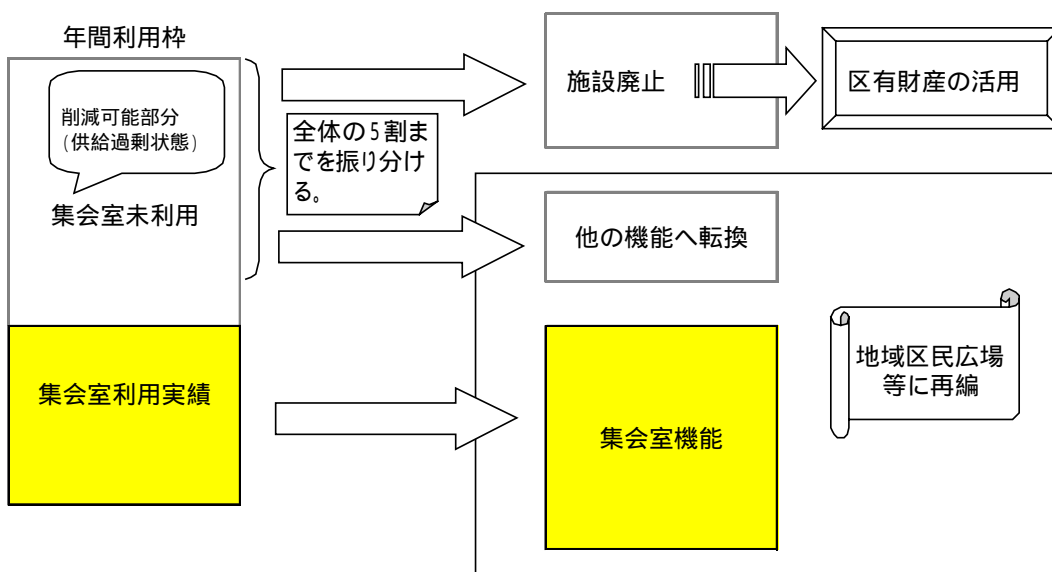 年間利用枠
削減可能部分
(供給過剰状態)
集会室未利用
集会室利用実績
全体の5割ま
でを振り分け
る。
施設廃止
区有財産の活用
他の機能へ転換
集会室機能
地域区民広場
等に再編